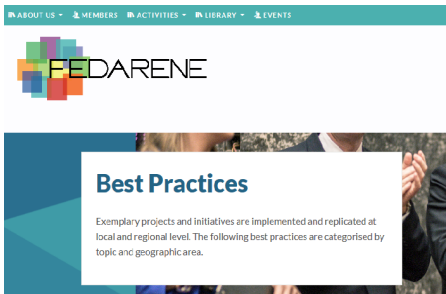 ABOUT US MEMBERS ACTIVITIES LIBRARY EVENTS
FEDARENE
Best Practices
Exemplary projects and initiatives are implemented and replicated at
local and regional level. The following best practices are categorised by
topic and geographic area.